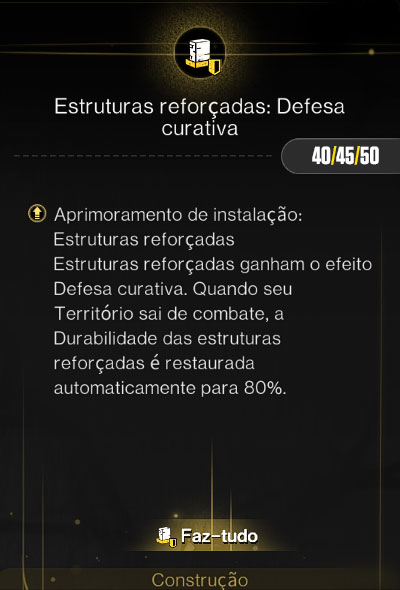 Estruturas reforçadas: Defesa
curativa
40/45/50
Aprimoramento de instalação:
Estruturas reforçadas
Estruturas reforçadas ganham o efeito
Defesa curativa. Quando seu
Território sai de combate, a
Durabilidade das estruturas
reforçadas é restaurada
automaticamente para 80%.
Faz-tudo
Construção